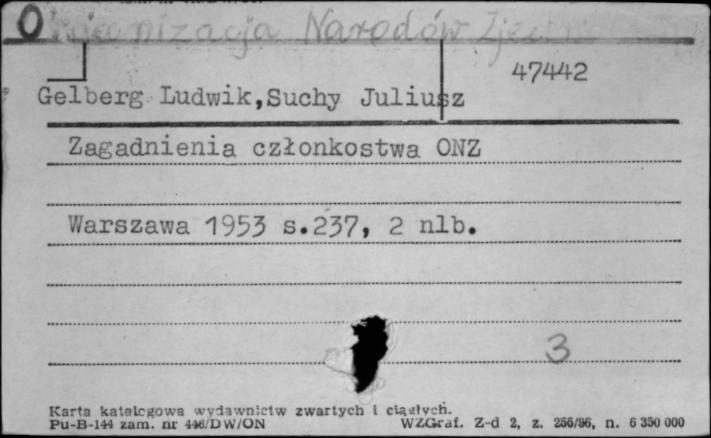 Organizacja Narodów
47442
Gelberg Ludwik,Suchy Juliusz
Zagadnienia członkostwa ONZ
Warszawa 1953 s.237, 2 nlb.
3
Karta katalogowa wydawnictw zwartych i ciągłych.
Pu-B-144 zam. nr 446/DW/ON WZGraf. Z-d 2, z. 256/86, n. 6 350 000